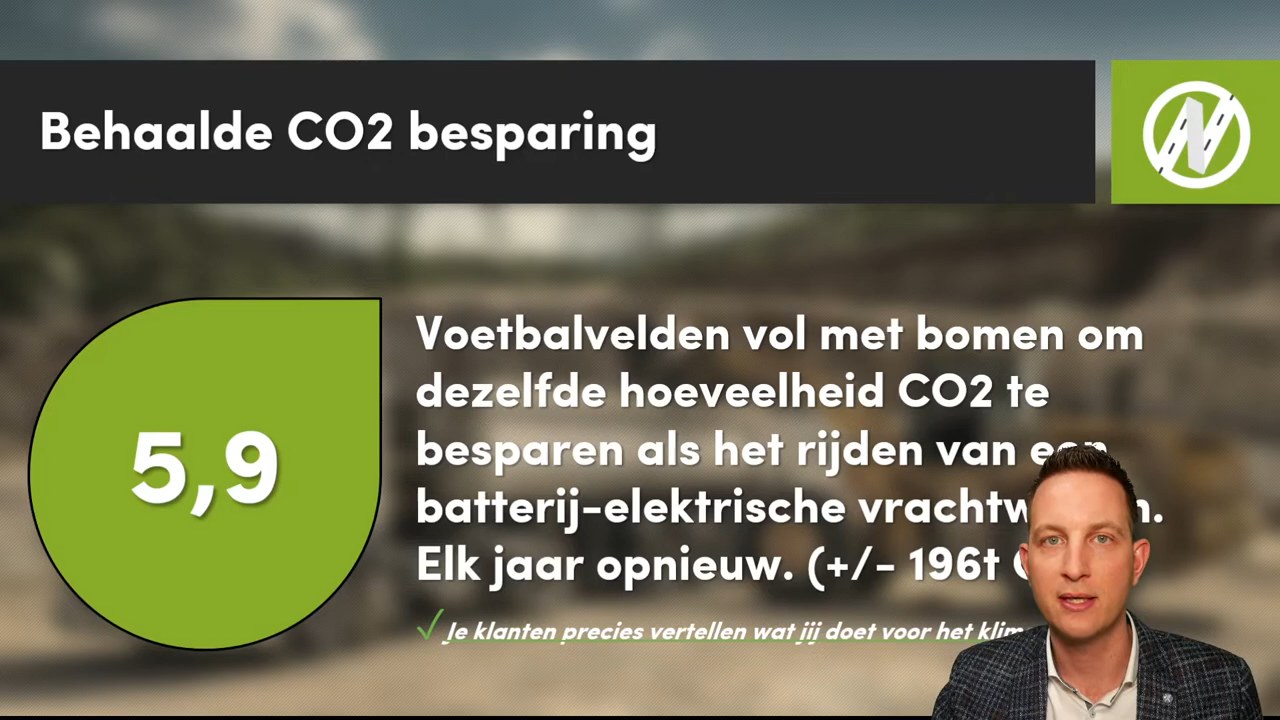 Behaalde CO2 besparing
5,9
Voetbalvelden vol met bomen om
dezelfde hoeveelheid CO2 te
besparen als het rijden van een
batterij-elektrische
Elk jaar opnieuw. (+/- 196t
Je klanten precies vertellen wat jij doet voor het